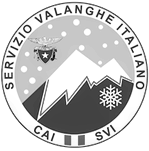 SERVIZIO VALANGHE ITALIANO
CAI SVI